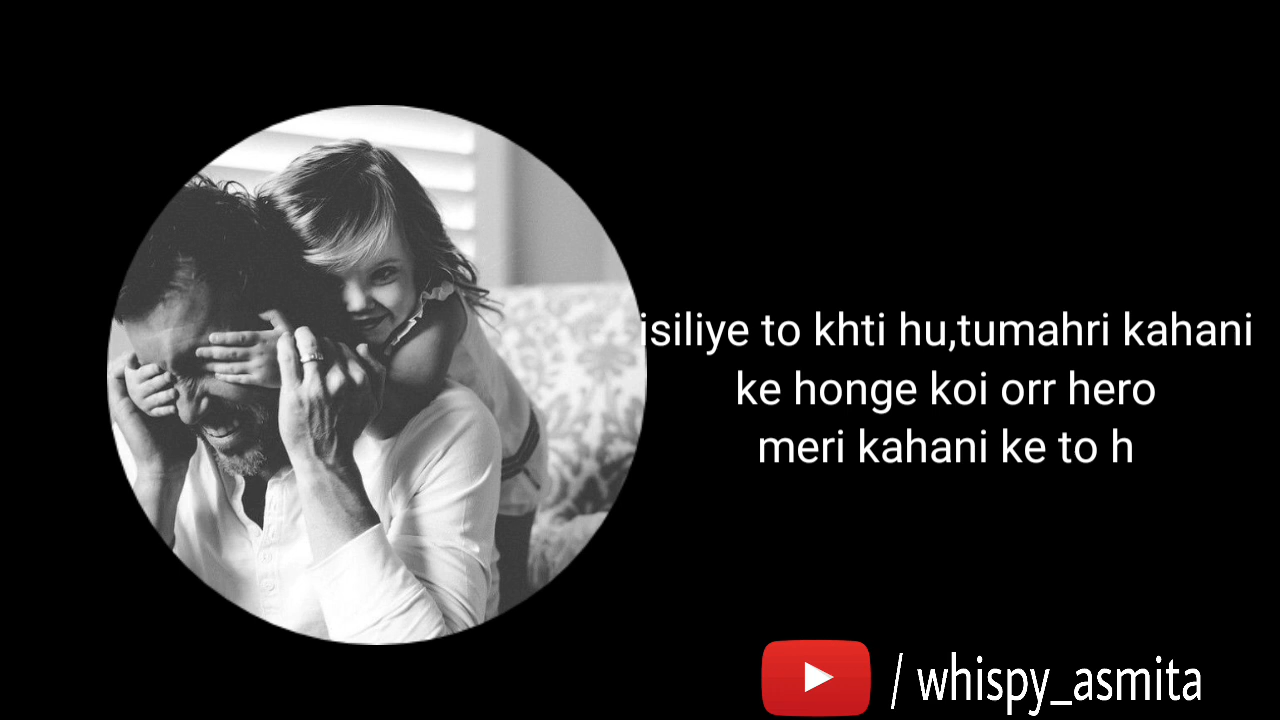 isiliye to khti hu,tumahri kahani
ke honge koi orr hero
meri kahani ke to h
/ whispy_asmita